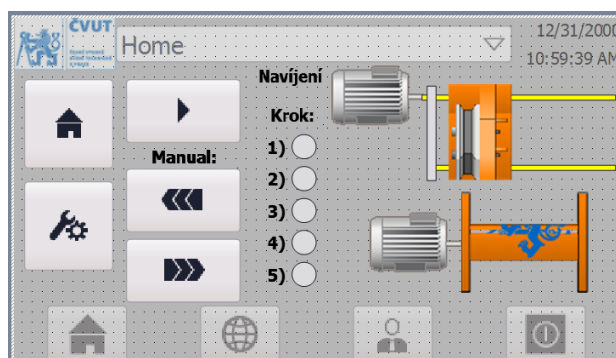 ČVUT
Home
12/31/2000
10:59:39 AM
Navíjení
Krok:
Manual:
1)
2)
3)
4)
5)